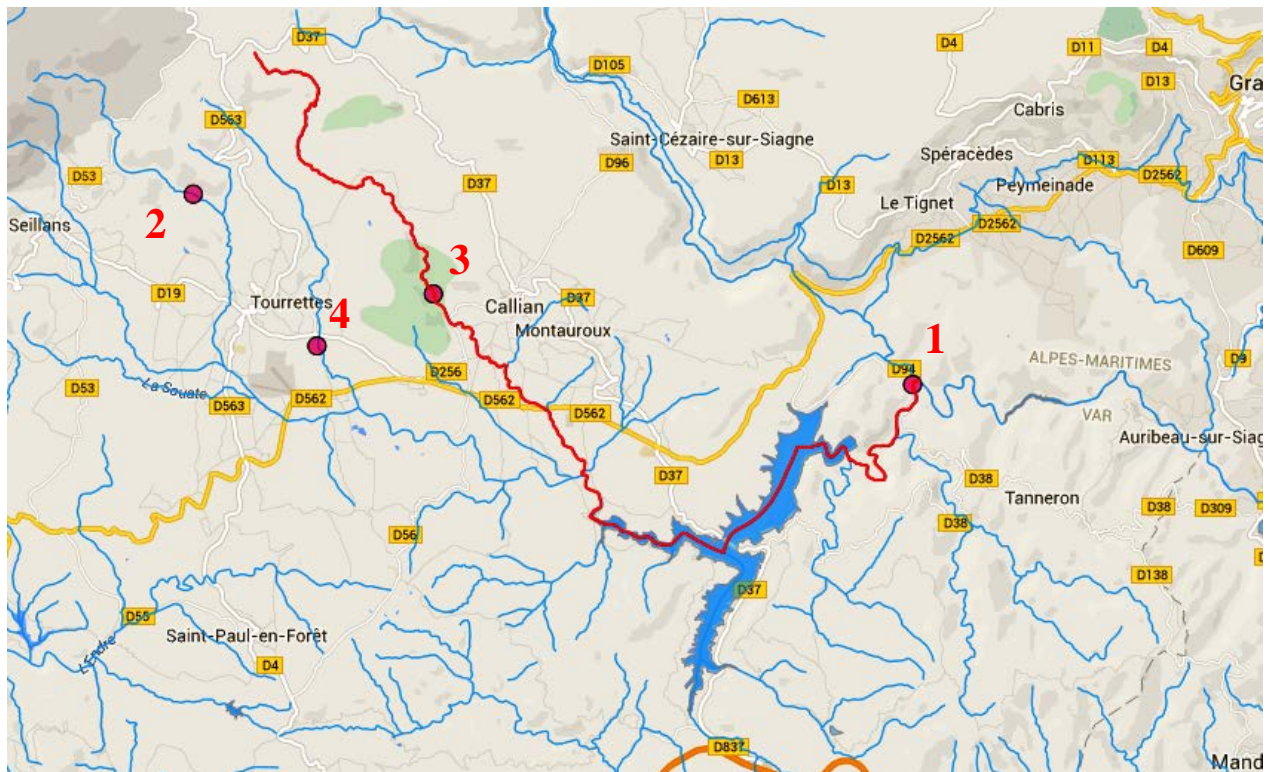 D37
D4
D11
D4
D105
D13
Gra
D613
Cabris
D563
Saint-Cézaire-sur-Siagne
D96
D13
Spéracèdes
D113
D53
D37
D13
Peymeinade
D2562
2
Seillans
Le Tignet
D2562
D2562
D609
3
D19
Tourrettes
Callian
D37
4
Montauroux
1
ALPES-MARITIMES
D9
D53
La Souate
D256
D94
D563
D562
D562
D562
VAR
Auribeau-sur-Siag
D37
D38
Tanneron
D38
D309
D56
D38
D138
D55
D37
L'Endre
Saint-Paul-en-Forêt
D4
D837
Mand